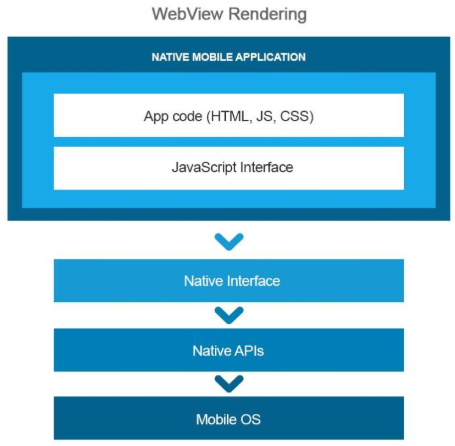 WebView Rendering
NATIVE MOBILE APPLICATION
App code (HTML, JS, CSS)
JavaScript Interface
Native Interface
Native APIs
Mobile OS